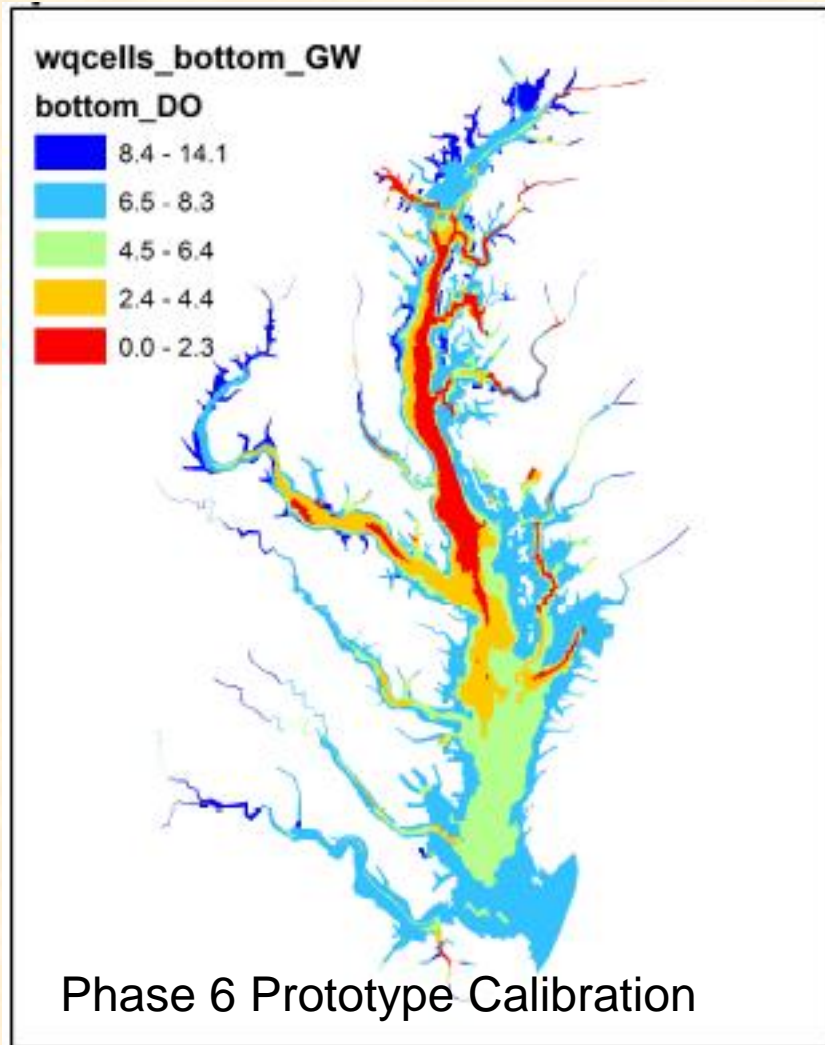 wqcells_bottom_GW
bottom_DO
8.4 - 14.1
6.5 - 8.3
4.5 - 6.4
2.4 - 4.4
0.0 - 2.3
Phase 6 Prototype Calibration